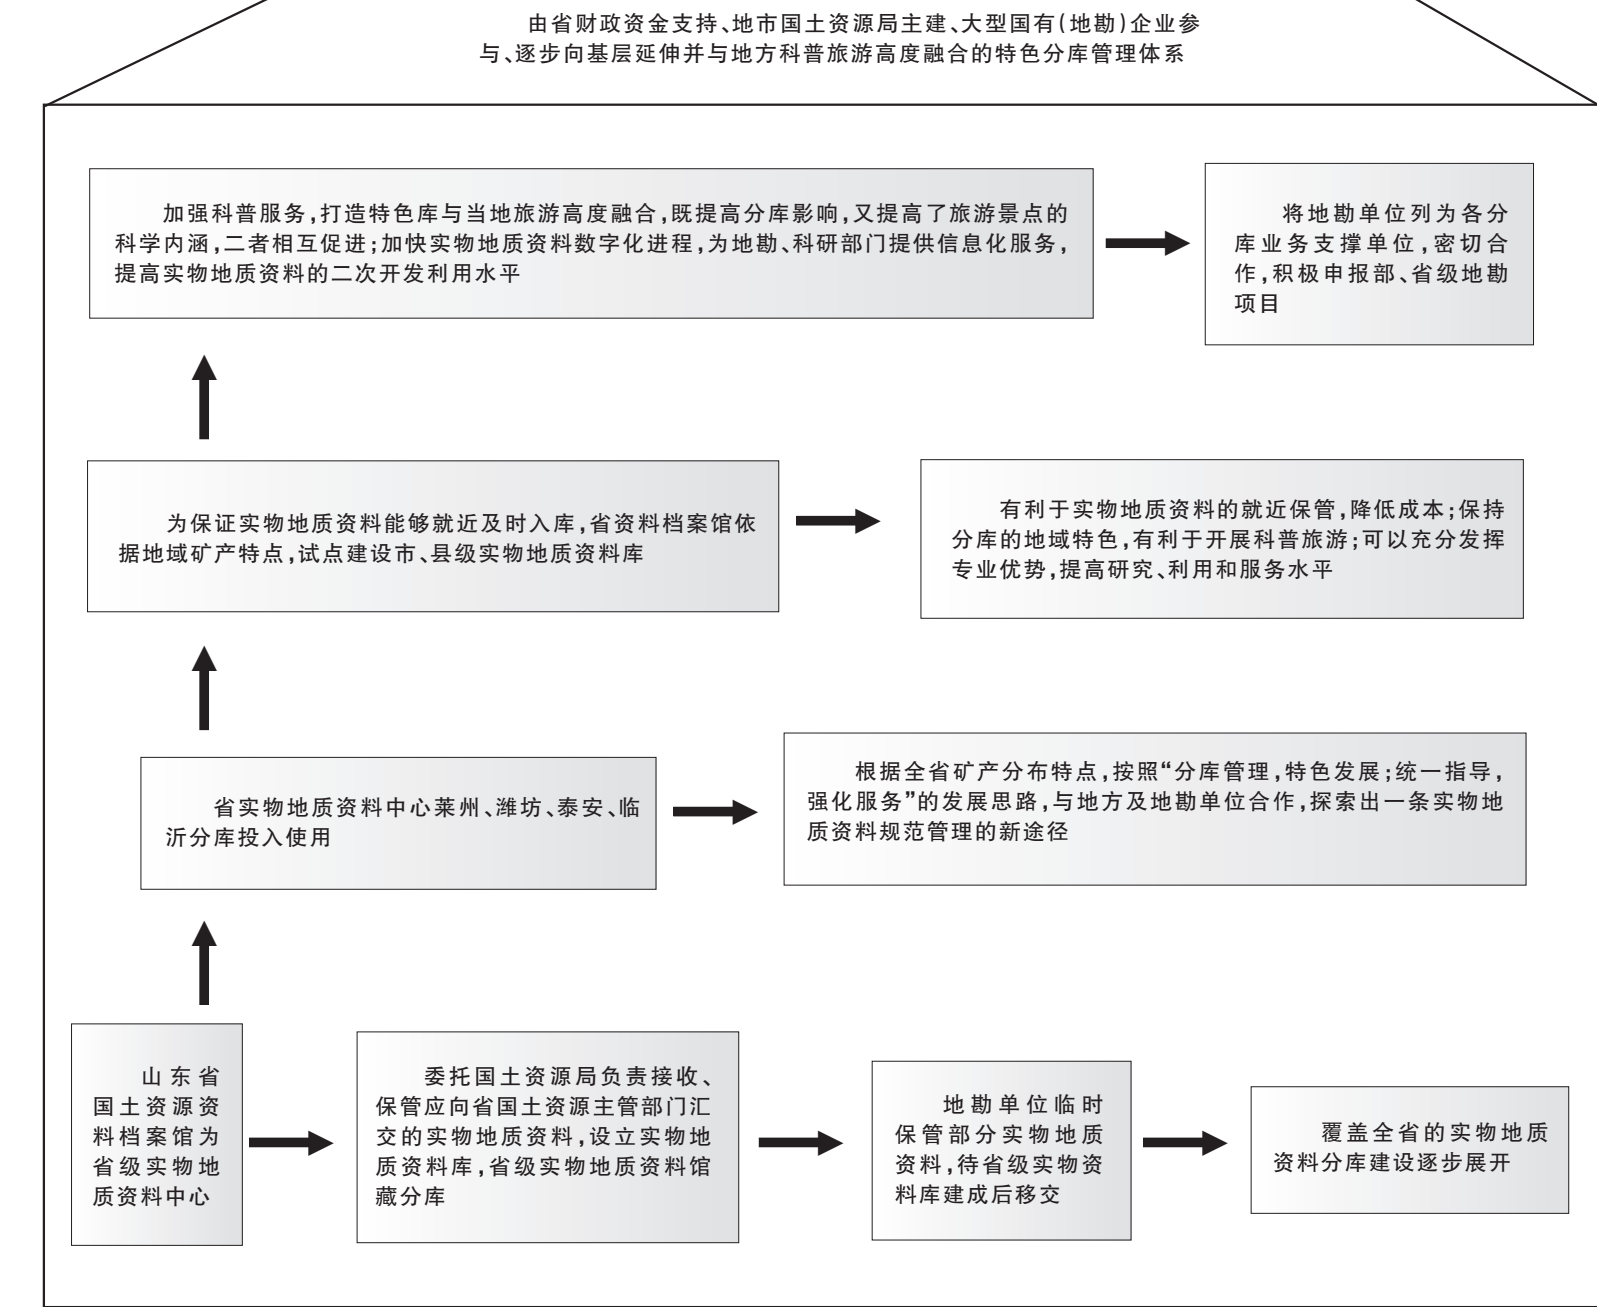 由省财政资金支持、地市国土资源局主建、大型国有(地勘)企业参
与、逐步向基层延伸并与地方科普旅游高度融合的特色分库管理体系
加强科普服务,打造特色库与当地旅游高度融合,既提高分库影响,又提高了旅游景点的
科学内涵,二者相互促进;加快实物地质资料数字化进程,为地勘、科研部门提供信息化服务,
提高实物地质资料的二次开发利用水平
将地勘单位列为各分
库业务支撑单位,密切合
作,积极申报部、省级地勘
项目
为保证实物地质资料能够就近及时入库,省资料档案馆依
据地域矿产特点,试点建设市、县级实物地质资料库
有利于实物地质资料的就近保管,降低成本;保持
分库的地域特色,有利于开展科普旅游;可以充分发挥
专业优势,提高研究、利用和服务水平
省实物地质资料中心莱州、潍坊、泰安、临
沂分库投入使用
根据全省矿产分布特点,按照“分库管理,特色发展;统一指导,
强化服务”的发展思路,与地方及地勘单位合作,探索出一条实物地
质资料规范管理的新途径
山东省
国土资源资
料档案馆为
省级实物地
质资料中心
委托国土资源局负责接收、
保管应向省国土资源主管部门汇
交的实物地质资料,设立实物地
质资料库,省级实物地质资料馆
藏分库
地勘单位临时
保管部分实物地质
资料,待省级实物资
料库建成后移交
覆盖全省的实物地质
资料分库建设逐步展开